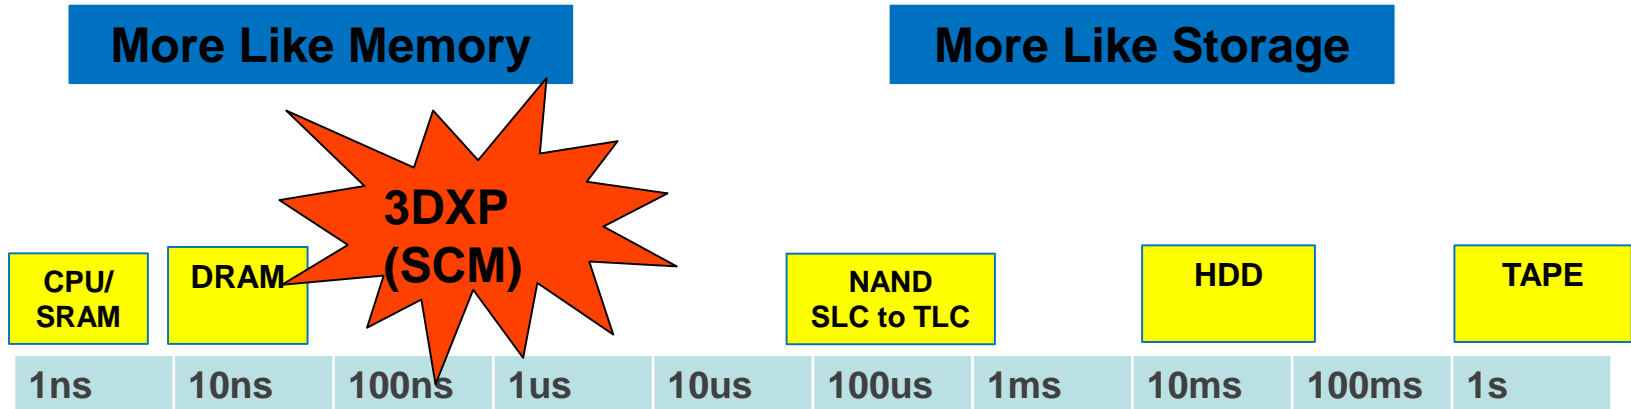 More Like Memory
More Like Storage
3DXP
(SCM)
CPU/
SRAM
DRAM
NAND
SLC to TLC
HDD
TAPE
1ns 10ns 100ns 1us 10us 100us 1ms 10ms 100ms 1s